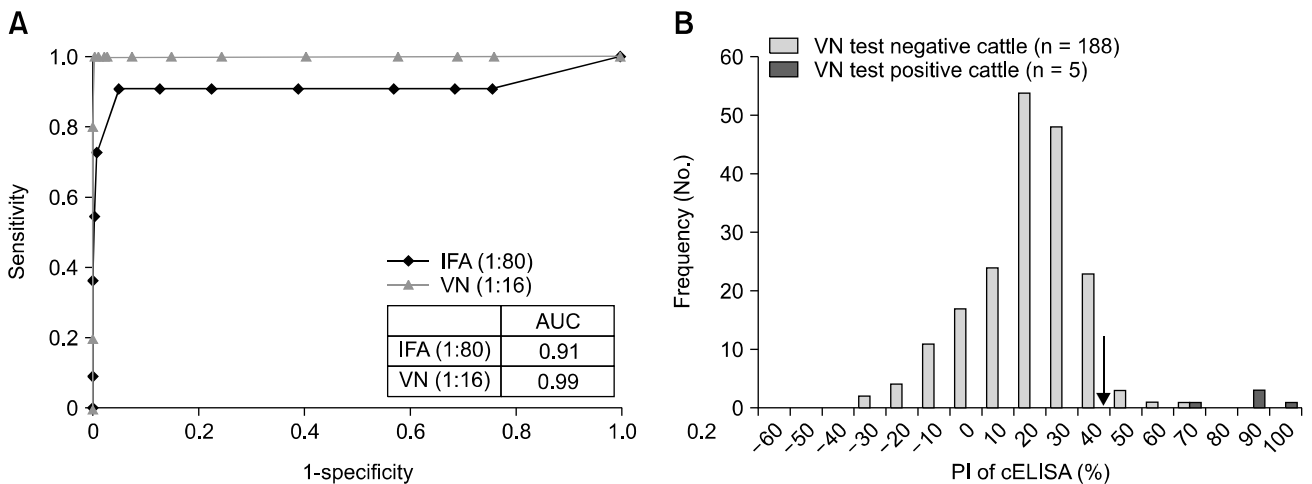 A
1.0
0.8
0.6
0.4
0.2
0
Sensitivity
IFA (1:80)
VN (1:16)
AUC
IFA (1:80) 0.91
VN (1:16) 0.99
0 0.2 0.4 0.6 0.8 1.0
1-specificity
B
VN test negative cattle (n = 188)
VN test positive cattle (n = 5)
60
50
40
30
20
10
0
Frequency (No.)
0.2
−60 −50 −40 −30 −20 −10 0 10 20 30 40 50 60 70 80 90 100
PI of cELISA (%)